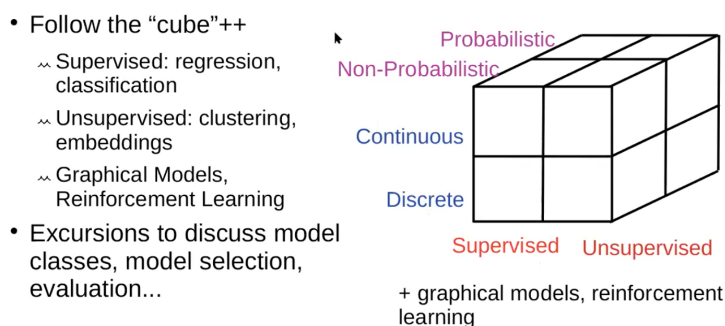 • Follow the “cube”++
Supervised: regression,
classification
Unsupervised: clustering,
embeddings
Graphical Models,
Reinforcement Learning
• Excursions to discuss model
classes, model selection,
evaluation...
Probabilistic
Non-Probabilistic
Continuous
Discrete
Supervised
Unsupervised
+ graphical models, reinforcement
learning